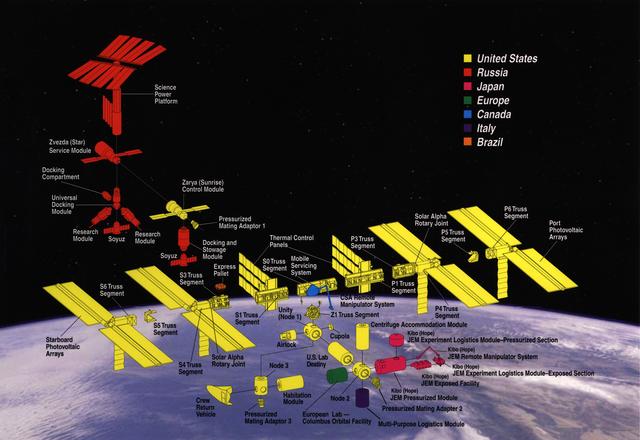 United States
Russia
Japan
Europe
Canada
Italy
Brazil
Science
Power
Platform
Zvezda (Star)
Service Module
Docking
Compartment
Universal
Docking
Module
Research
Module
Soyuz
Research
Module
Zarya (Sunrise)
Control Module
Pressurized
Mating Adaptor 1
Soyuz
Docking and
Stowage
Module
Thermal Control
Panels
S0 Truss
Segment
Mobile
Servicing
System
P3 Truss
Segment
Solar Alpha
Rotary Joint
P5 Truss
Segment
P6 Truss
Segment
Port
Photovoltaic
Arrays
S3 Truss
Segment
Express
Pallet
S6 Truss
Segment
S5 Truss
Segment
Starboard
Photovoltaic
Arrays
S4 Truss
Segment
Solar Alpha
Rotary Joint
S1 Truss
Segment
Unity
(Node 1)
CSA Remote
Manipulator System
P1 Truss
Segment
Z1 Truss
Segment
P4 Truss
Segment
Centrifuge Accommodation Module
Airlock
Cupola
Kibo (Hope)
JEM Experiment Logistics Module–Pressurized Section
Kibo (Hope)
JEM Remote Manipulator System
Kibo (Hope)
JEM Experiment Logistics Module–Exposed Section
Kibo (Hope)
JEM Exposed Facility
Kibo (Hope)
JEM Pressurized Module
U.S. Lab
Destiny
Node 3
Habitation
Module
Crew
Return
Vehicle
Pressurized
Mating Adaptor 3
Node 2
European Lab —
Columbus Orbital Facility
Pressurized Mating Adaptor 2
Multi-Purpose Logistics Module